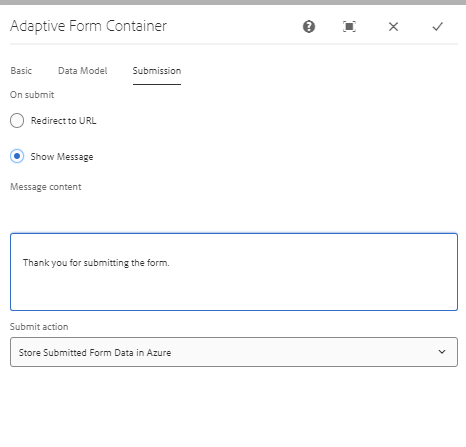 Adaptive Form Container
Basic Data Model Submission
On submit
Redirect to URL
Show Message
Message content
Thank you for submitting the form.
Submit action
Store Submitted Form Data in Azure